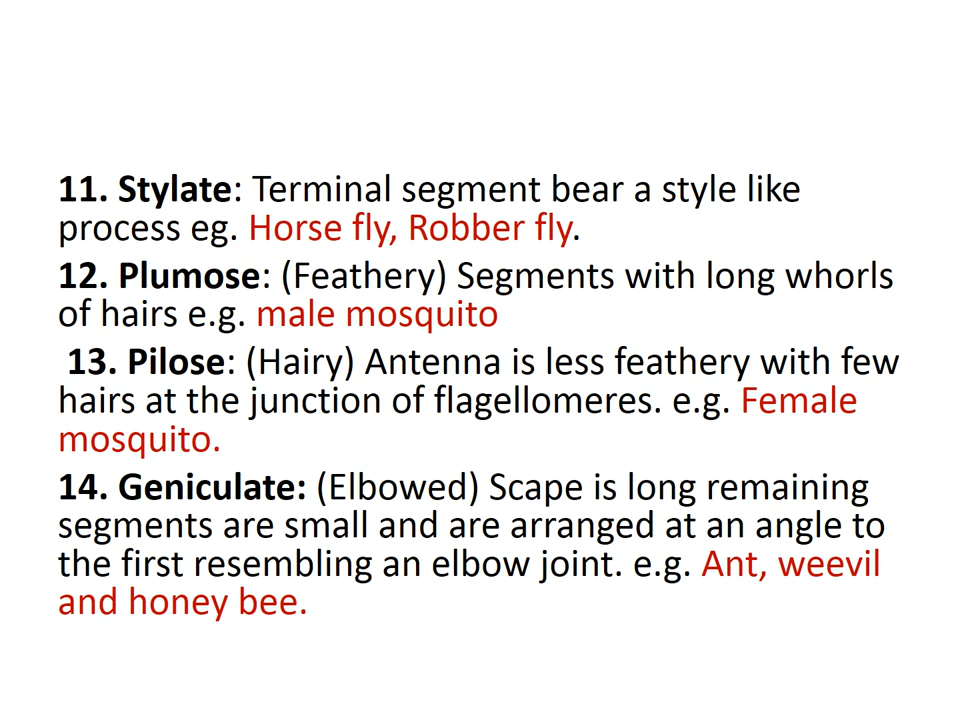 11. Stylate: Terminal segment bear a style like
process eg. Horse fly, Robber fly.
12. Plumose: (Feathery) Segments with long whorls
of hairs e.g. male mosquito
13. Pilose: (Hairy) Antenna is less feathery with few
hairs at the junction of flagellomeres. e.g. Female
mosquito.
14. Geniculate: (Elbowed) Scape is long remaining
segments are small and are arranged at an angle to
the first resembling an elbow joint. e.g. Ant, weevil
and honey bee.